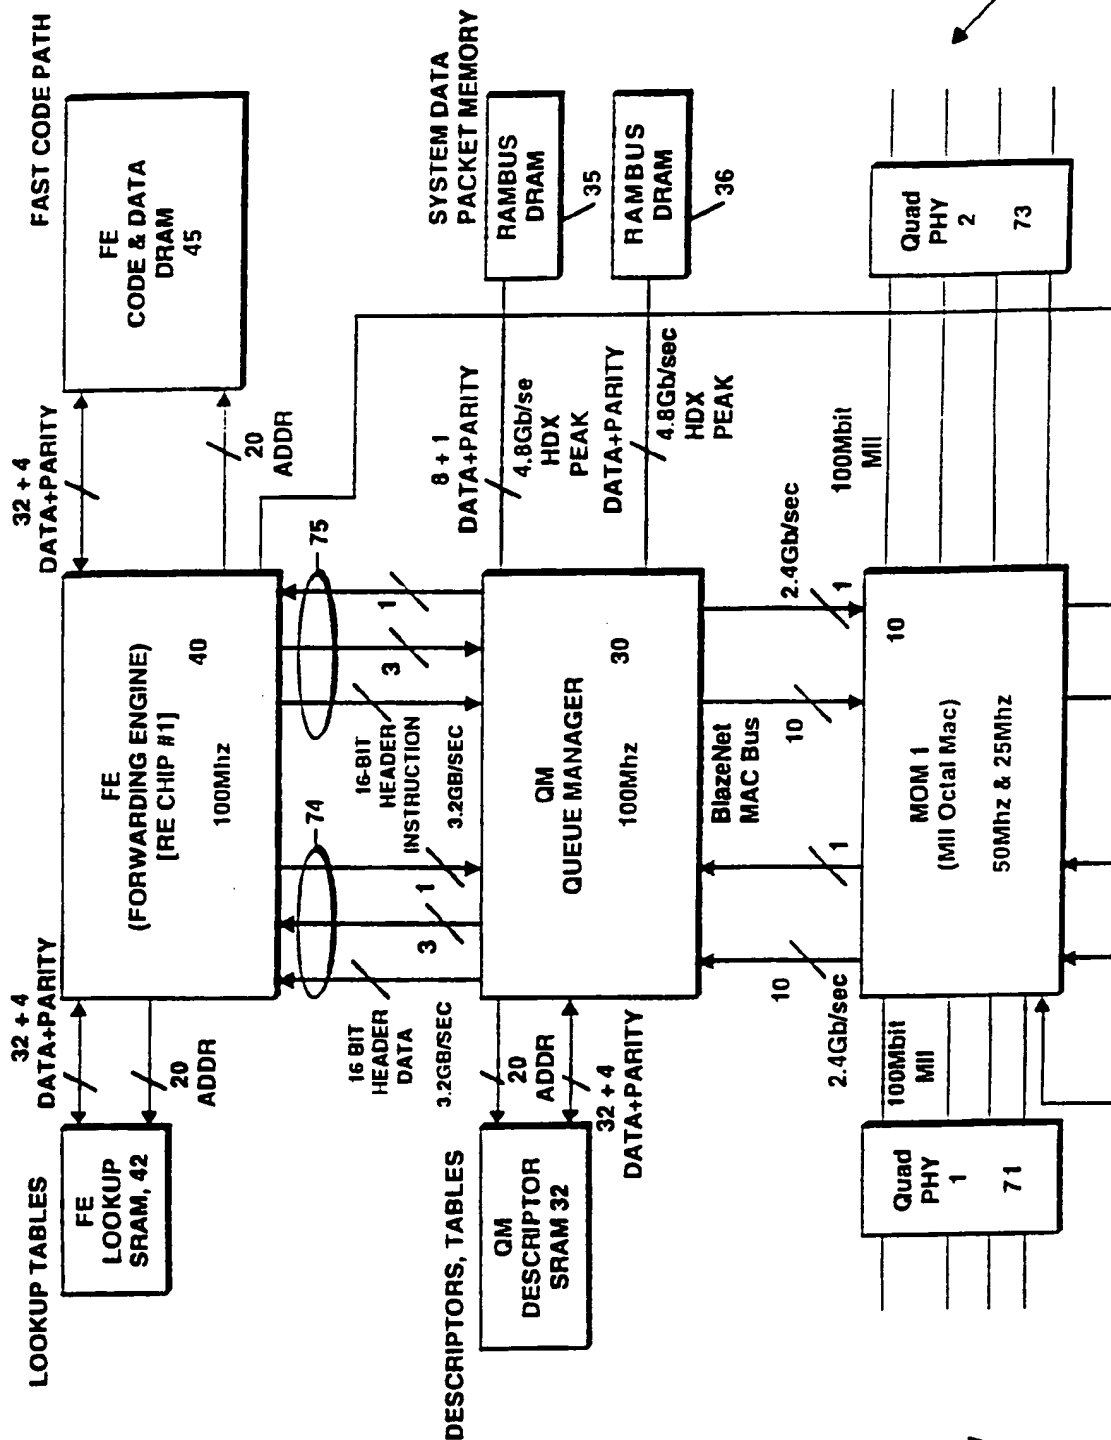 LOOKUP TABLES
FE
LOOKUP
SRAM, 42
32 + 4
DATA+PARITY
20
ADDR
FE
(FORWARDING ENGINE)
[RE CHIP #1]
40
100Mhz
32 + 4
DATA+PARITY
20
ADDR
FAST CODE PATH
FE
CODE & DATA
DRAM
45
74
75
16 BIT
HEADER
DATA
3.2GB/SEC
3
1
16-BIT
HEADER
INSTRUCTION
3.2GB/SEC
3
1
DESCRIPTORS, TABLES
QM
DESCRIPTOR
SRAM 32
20
ADDR
32 + 4
DATA+PARITY
QM
QUEUE MANAGER
30
100Mhz
8 + 1
DATA+PARITY
4.8Gb/se
HDX
PEAK
DATA+PARITY
4.8Gb/sec
HDX
PEAK
SYSTEM DATA
PACKET MEMORY
RAMBUS
DRAM
35
RAMBUS
DRAM
36
2.4Gb/sec
10
1
BlazeNet
MAC Bus
10
2.4Gb/sec
1
Quad
PHY
1
71
100Mbit
MII
MOM 1
(MII Octal Mac)
10
50Mhz & 25Mhz
100Mbit
MII
Quad
PHY
2
73